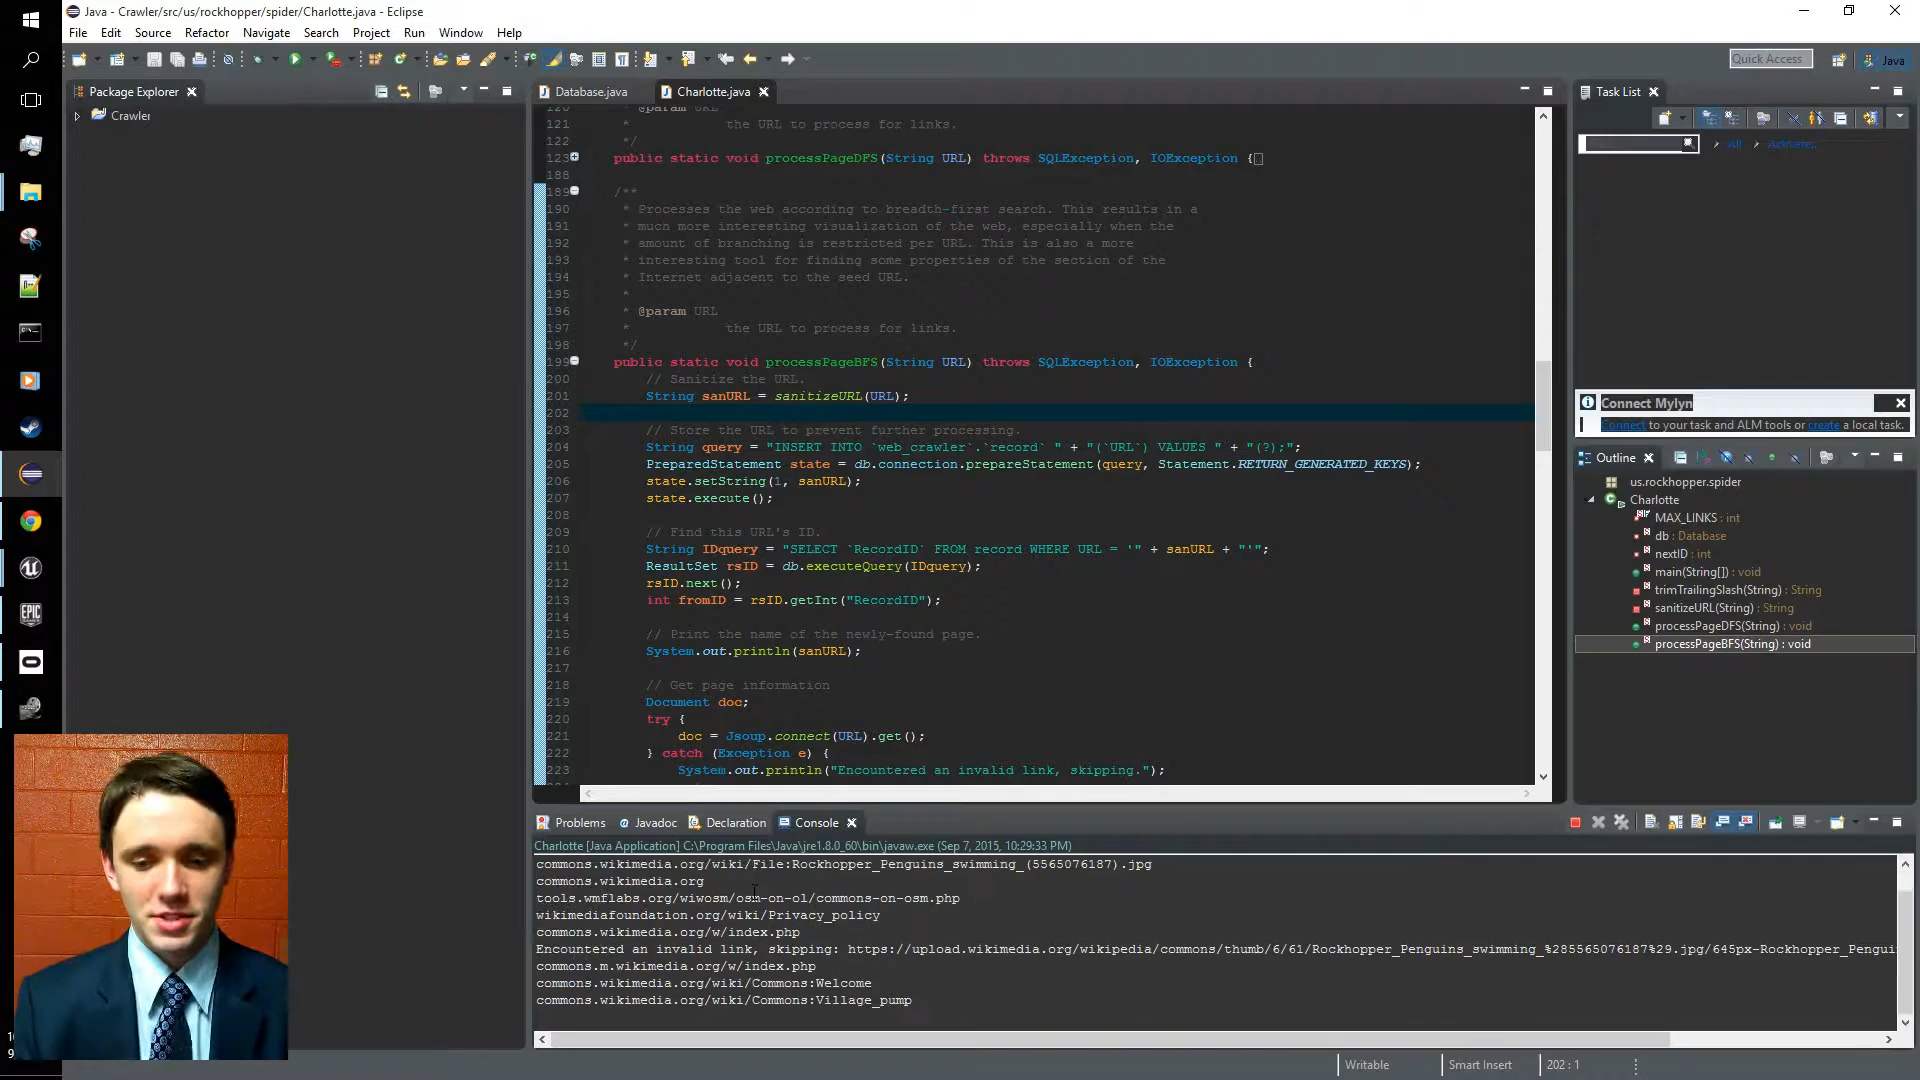 Java - Crawler/src/us/rockhopper/spider/Charlotte.java - Eclipse
File Edit Source Refactor Navigate Search Project Run Window Help
Quick Access
Java
Package Explorer
Crawler
Database.java
Charlotte.java
120 * @param URL
121 * the URL to process for links.
122 */
123 public static void processPageDFS(String URL) throws SQLException, IOException {
188
189 /**
190 * Processes the web according to breadth-first search. This results in a
191 * much more interesting visualization of the web, especially when the
192 * amount of branching is restricted per URL. This is also a more
193 * interesting tool for finding some properties of the section of the
194 * Internet adjacent to the seed URL.
195 *
196 * @param URL
197 * the URL to process for links.
198 */
199 public static void processPageBFS(String URL) throws SQLException, IOException {
200 // Sanitize the URL.
201 String sanURL = sanitizeURL(URL);
202
203 // Store the URL to prevent further processing.
204 String query = "INSERT INTO `web_crawler`.`record` " + "(`URL`) VALUES " + "(?);";
205 PreparedStatement state = db.connection.prepareStatement(query, Statement.RETURN_GENERATED_KEYS);
206 state.setString(1, sanURL);
207 state.execute();
208
209 // Find this URL's ID.
210 String IDquery = "SELECT `RecordID` FROM record WHERE URL = '" + sanURL + "'";
211 ResultSet rsID = db.executeQuery(IDquery);
212 rsID.next();
213 int fromID = rsID.getInt("RecordID");
214
215 // Print the name of the newly-found page.
216 System.out.println(sanURL);
217
218 // Get page information
219 Document doc;
220 try {
221 doc = Jsoup.connect(URL).get();
222 } catch (Exception e) {
223 System.out.println("Encountered an invalid link, skipping.");
Task List
All
Connect Mylyn
Connect to your task and ALM tools or create a local task.
Outline
us.rockhopper.spider
Charlotte
MAX_LINKS : int
db : Database
nextID : int
main(String[]) : void
trimTrailingSlash(String) : String
sanitizeURL(String) : String
processPageDFS(String) : void
processPageBFS(String) : void
Problems
Javadoc
Declaration
Console
Charlotte [Java Application] C:\Program Files\Java\jre1.8.0_60\bin\javaw.exe (Sep 7, 2015, 10:29:33 PM)
commons.wikimedia.org/wiki/File:Rockhopper_Penguins_swimming_(5565076187).jpg
commons.wikimedia.org
tools.wmflabs.org/wiwosm/osm-on-ol/commons-on-osm.php
wikimediafoundation.org/wiki/Privacy_policy
commons.wikimedia.org/w/index.php
Encountered an invalid link, skipping: https://upload.wikimedia.org/wikipedia/commons/thumb/6/61/Rockhopper_Penguins_swimming_%285565076187%29.jpg/645px-Rockhopper_Pengui
commons.m.wikimedia.org/w/index.php
commons.wikimedia.org/wiki/Commons:Welcome
commons.wikimedia.org/wiki/Commons:Village_pump
Writable
Smart Insert
202 : 1
EPIC